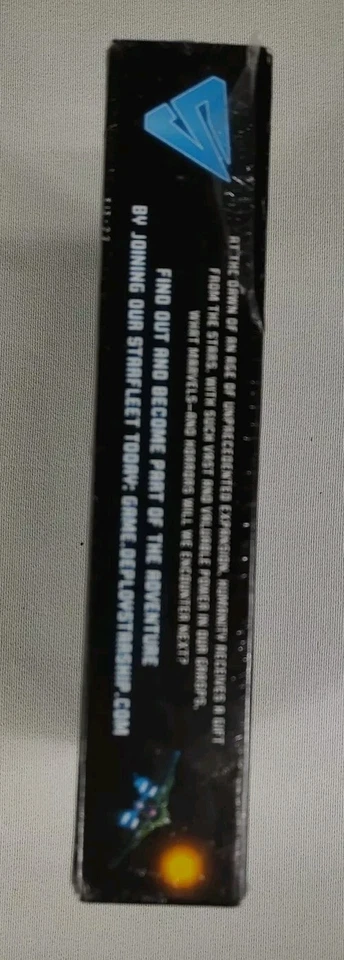 AT THE DAWN OF AN AGE OF UNPRECEDENTED EXPANSION, HUMANITY RECEIVES A GIFT
FROM THE STARS. WITH SUCH VAST AND VALUABLE POWER IN OUR GRASPS,
WHAT MARVELS—AND HORRORS WILL WE ENCOUNTER NEXT?
FIND OUT AND BECOME PART OF THE ADVENTURE
BY JOINING OUR STARFLEET TODAY: GAME.DEPLOYSTARSHIP.COM